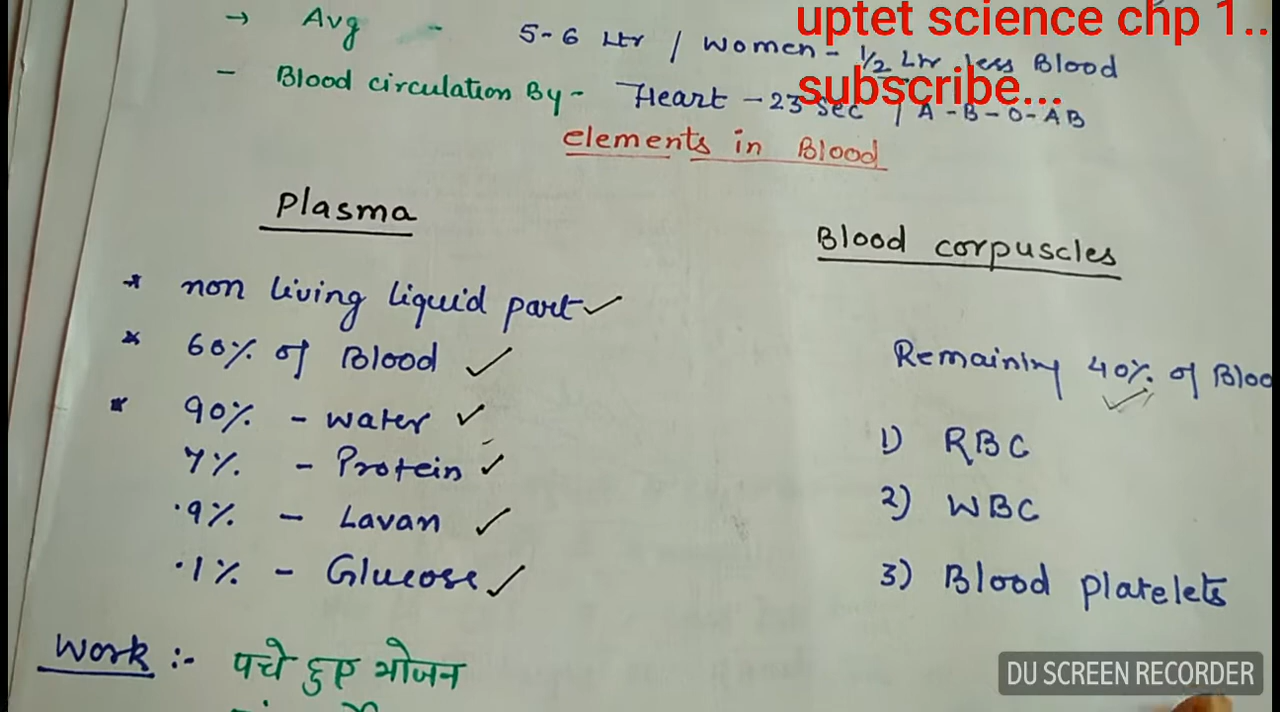 uptet science chp 1..
subscribe...
→ Avg - 5-6 Ltr / Women - 1/2 Ltr less Blood
- Blood circulation By - Heart - 23 sec / A-B-O-AB
elements in Blood
Plasma
* non living liquid part ✓
* 60% of Blood ✓
* 90% - water ✓
7% - Protein ✓
.9% - Lavan ✓
.1% - Glucose ✓
Work :- पचे हुए भोजन
Blood corpuscles
Remaining 40% of Bloo
1) RBC
2) WBC
3) Blood platelets
DU SCREEN RECORDER